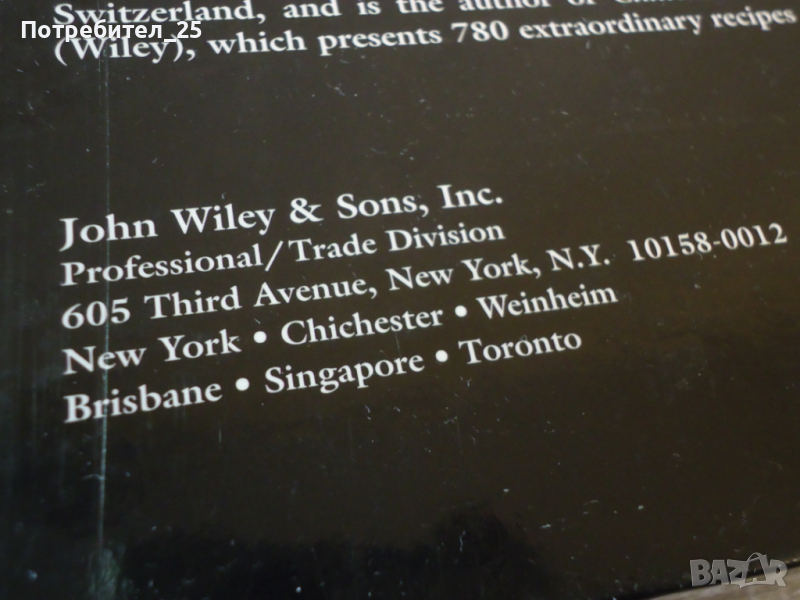 Switzerland, and is the author of
Потребител_25
(Wiley), which presents 780 extraordinary recipes
John Wiley & Sons, Inc.
Professional/Trade Division
605 Third Avenue, New York, N.Y. 10158-0012
New York • Chichester • Weinheim
Brisbane • Singapore • Toronto
BAZAR